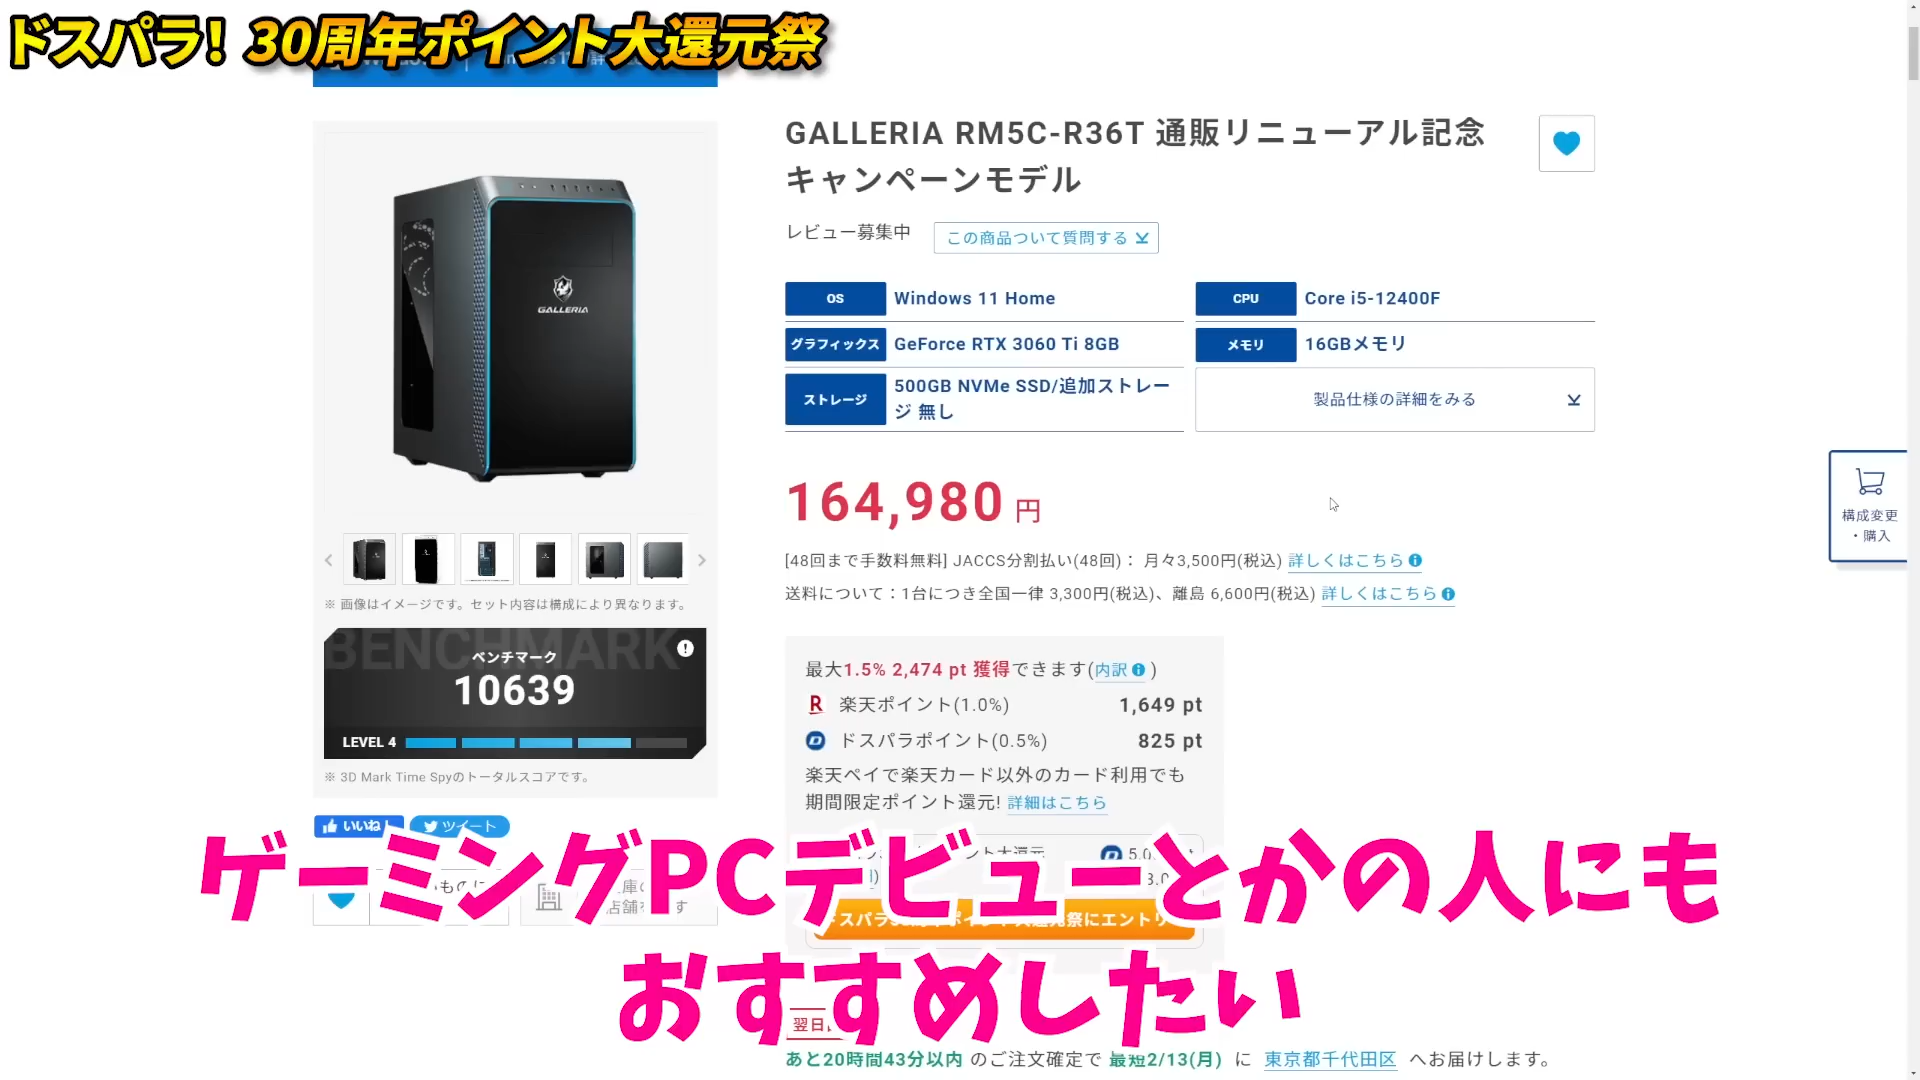 ドスパラ！30周年ポイント大還元祭
GALLERIA RM5C-R36T 通販リニューアル記念
キャンペーンモデル
レビュー募集中
この商品ついて質問する
OS
Windows 11 Home
CPU
Core i5-12400F
グラフィックス
GeForce RTX 3060 Ti 8GB
メモリ
16GBメモリ
ストレージ
500GB NVMe SSD/追加ストレー
ジ 無し
製品仕様の詳細をみる
GALLERIA
164,980 円
構成変更
・購入
[48回まで手数料無料] JACCS分割払い(48回)： 月々3,500円(税込) 詳しくはこちら
送料について：1台につき全国一律 3,300円(税込)、離島 6,600円(税込) 詳しくはこちら
※ 画像はイメージです。セット内容は構成により異なります。
BENCHMARK
ベンチマーク
10639
LEVEL 4
※ 3D Mark Time Spyのトータルスコアです。
最大1.5% 2,474 pt 獲得できます(内訳 )
楽天ポイント(1.0%) 1,649 pt
ドスパラポイント(0.5%) 825 pt
楽天ペイで楽天カード以外のカード利用でも
期間限定ポイント還元! 詳細はこちら
いいね!
ツイート
ゲーミングPCデビューとかの人にも
おすすめしたい
翌日
あと20時間43分以内 のご注文確定で 最短2/13(月) に 東京都千代田区 へお届けします。